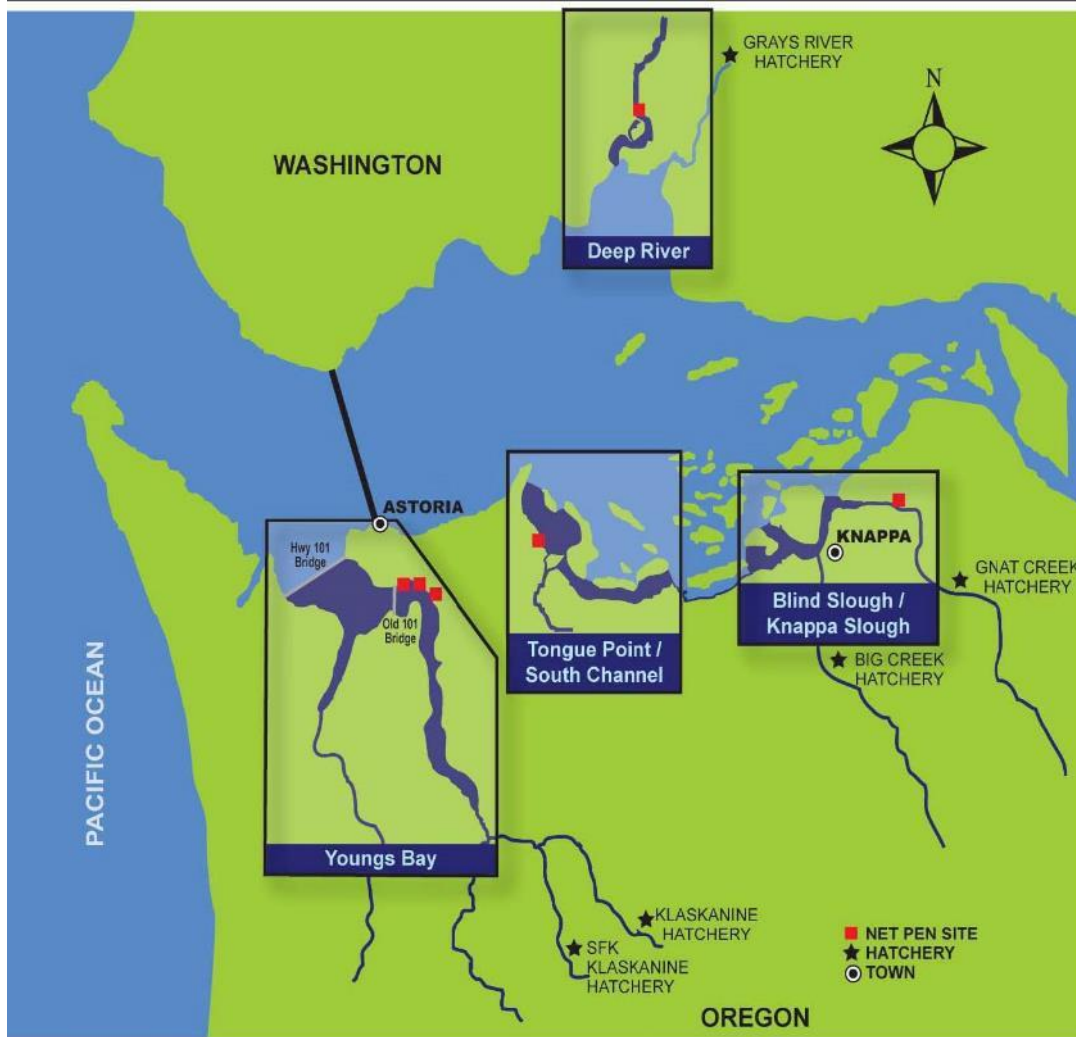 GRAYS RIVER
HATCHERY
N
WASHINGTON
Deep River
ASTORIA
Hwy 101
Bridge
Old 101
Bridge
KNAPPA
GNAT CREEK
HATCHERY
Blind Slough /
Knappa Slough
Tongue Point /
South Channel
BIG CREEK
HATCHERY
PACIFIC OCEAN
Youngs Bay
KLASKANINE
HATCHERY
SFK
KLASKANINE
HATCHERY
NET PEN SITE
HATCHERY
TOWN
OREGON